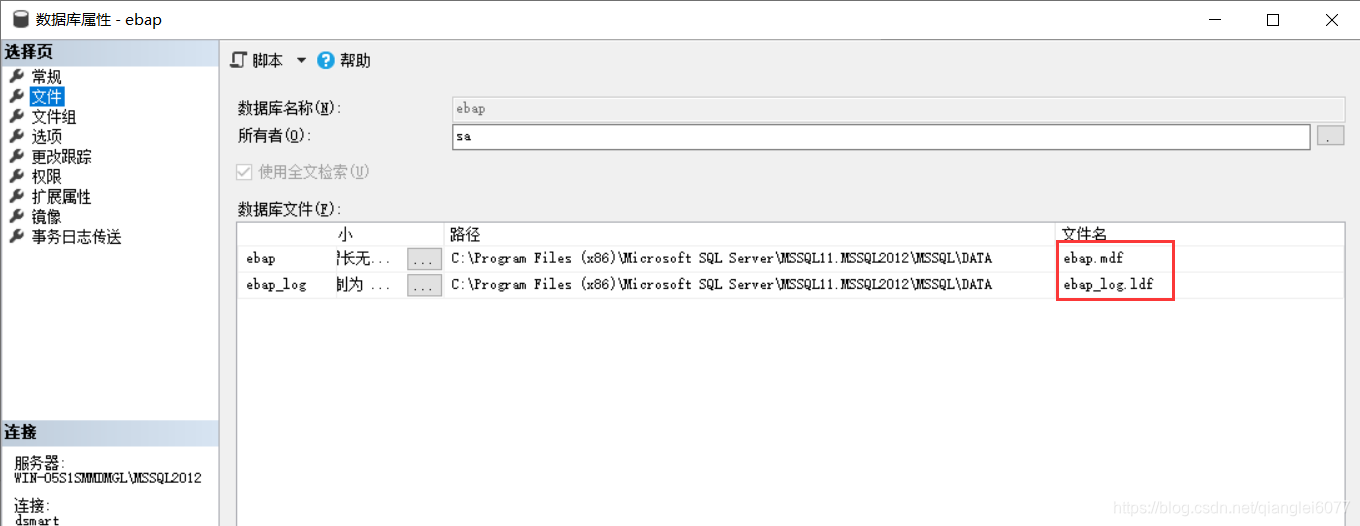 数据库属性 - ebap
选择页
常规
文件
文件组
选项
更改跟踪
权限
扩展属性
镜像
事务日志传送
连接
服务器:
WIN-05S1SMMDMGL\MSSQL2012
连接:
dsmart
脚本 帮助
数据库名称(N): ebap
所有者(O): sa
使用全文检索(U)
数据库文件(F):
小 路径 文件名
ebap 长无... ... C:\Program Files (x86)\Microsoft SQL Server\MSSQL11.MSSQL2012\MSSQL\DATA ebap.mdf
ebap_log 制为 ... ... C:\Program Files (x86)\Microsoft SQL Server\MSSQL11.MSSQL2012\MSSQL\DATA ebap_log.ldf
https://blog.csdn.net/qianglei6077